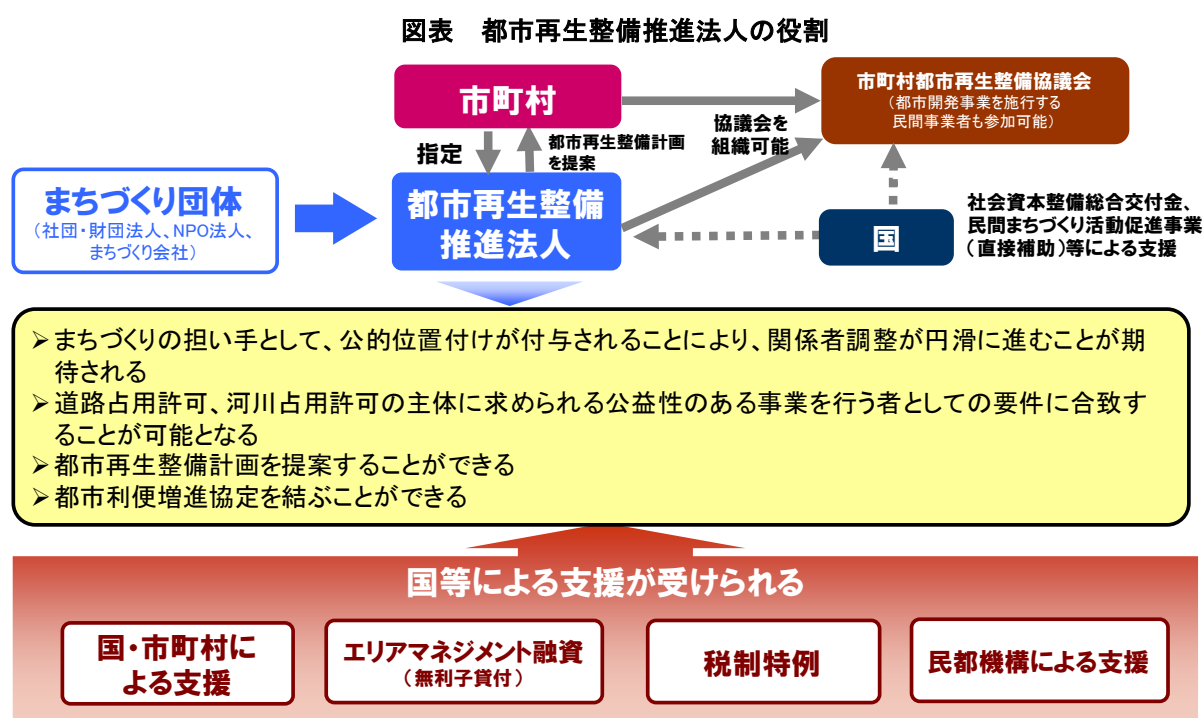 図表　都市再生整備推進法人の役割
市町村
市町村都市再生整備協議会
（都市開発事業を施行する
民間事業者も参加可能）
指定
都市再生整備計画
を提案
協議会を
組織可能
まちづくり団体
（社団・財団法人、NPO法人、
まちづくり会社）
都市再生整備
推進法人
国
社会資本整備総合交付金、
民間まちづくり活動促進事業
（直接補助）等による支援
➢まちづくりの担い手として、公的位置付けが付与されることにより、関係者調整が円滑に進むことが期
待される
➢道路占用許可、河川占用許可の主体に求められる公益性のある事業を行う者としての要件に合致す
ることが可能となる
➢都市再生整備計画を提案することができる
➢都市利便増進協定を結ぶことができる
国等による支援が受けられる
国・市町村に
よる支援
エリアマネジメント融資
（無利子貸付）
税制特例
民都機構による支援